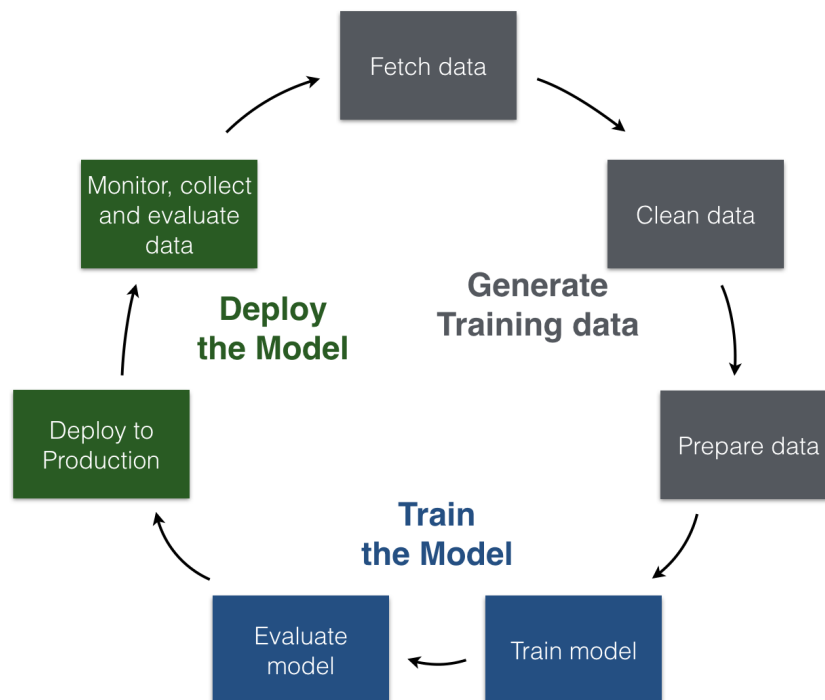 Fetch data
Clean data
Prepare data
Train model
Evaluate
model
Deploy to
Production
Monitor, collect
and evaluate
data
Generate
Training data
Train
the Model
Deploy
the Model